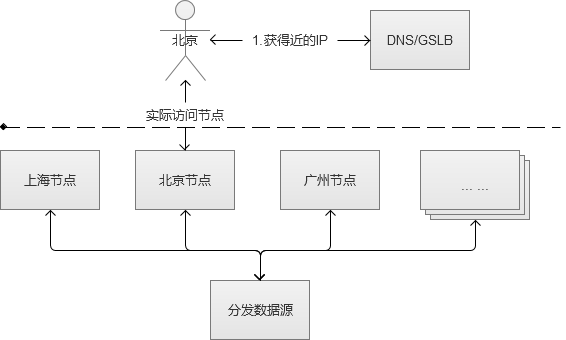 北京
1.获得近的IP
DNS/GSLB
实际访问节点
上海节点
北京节点
广州节点
... ...
分发数据源